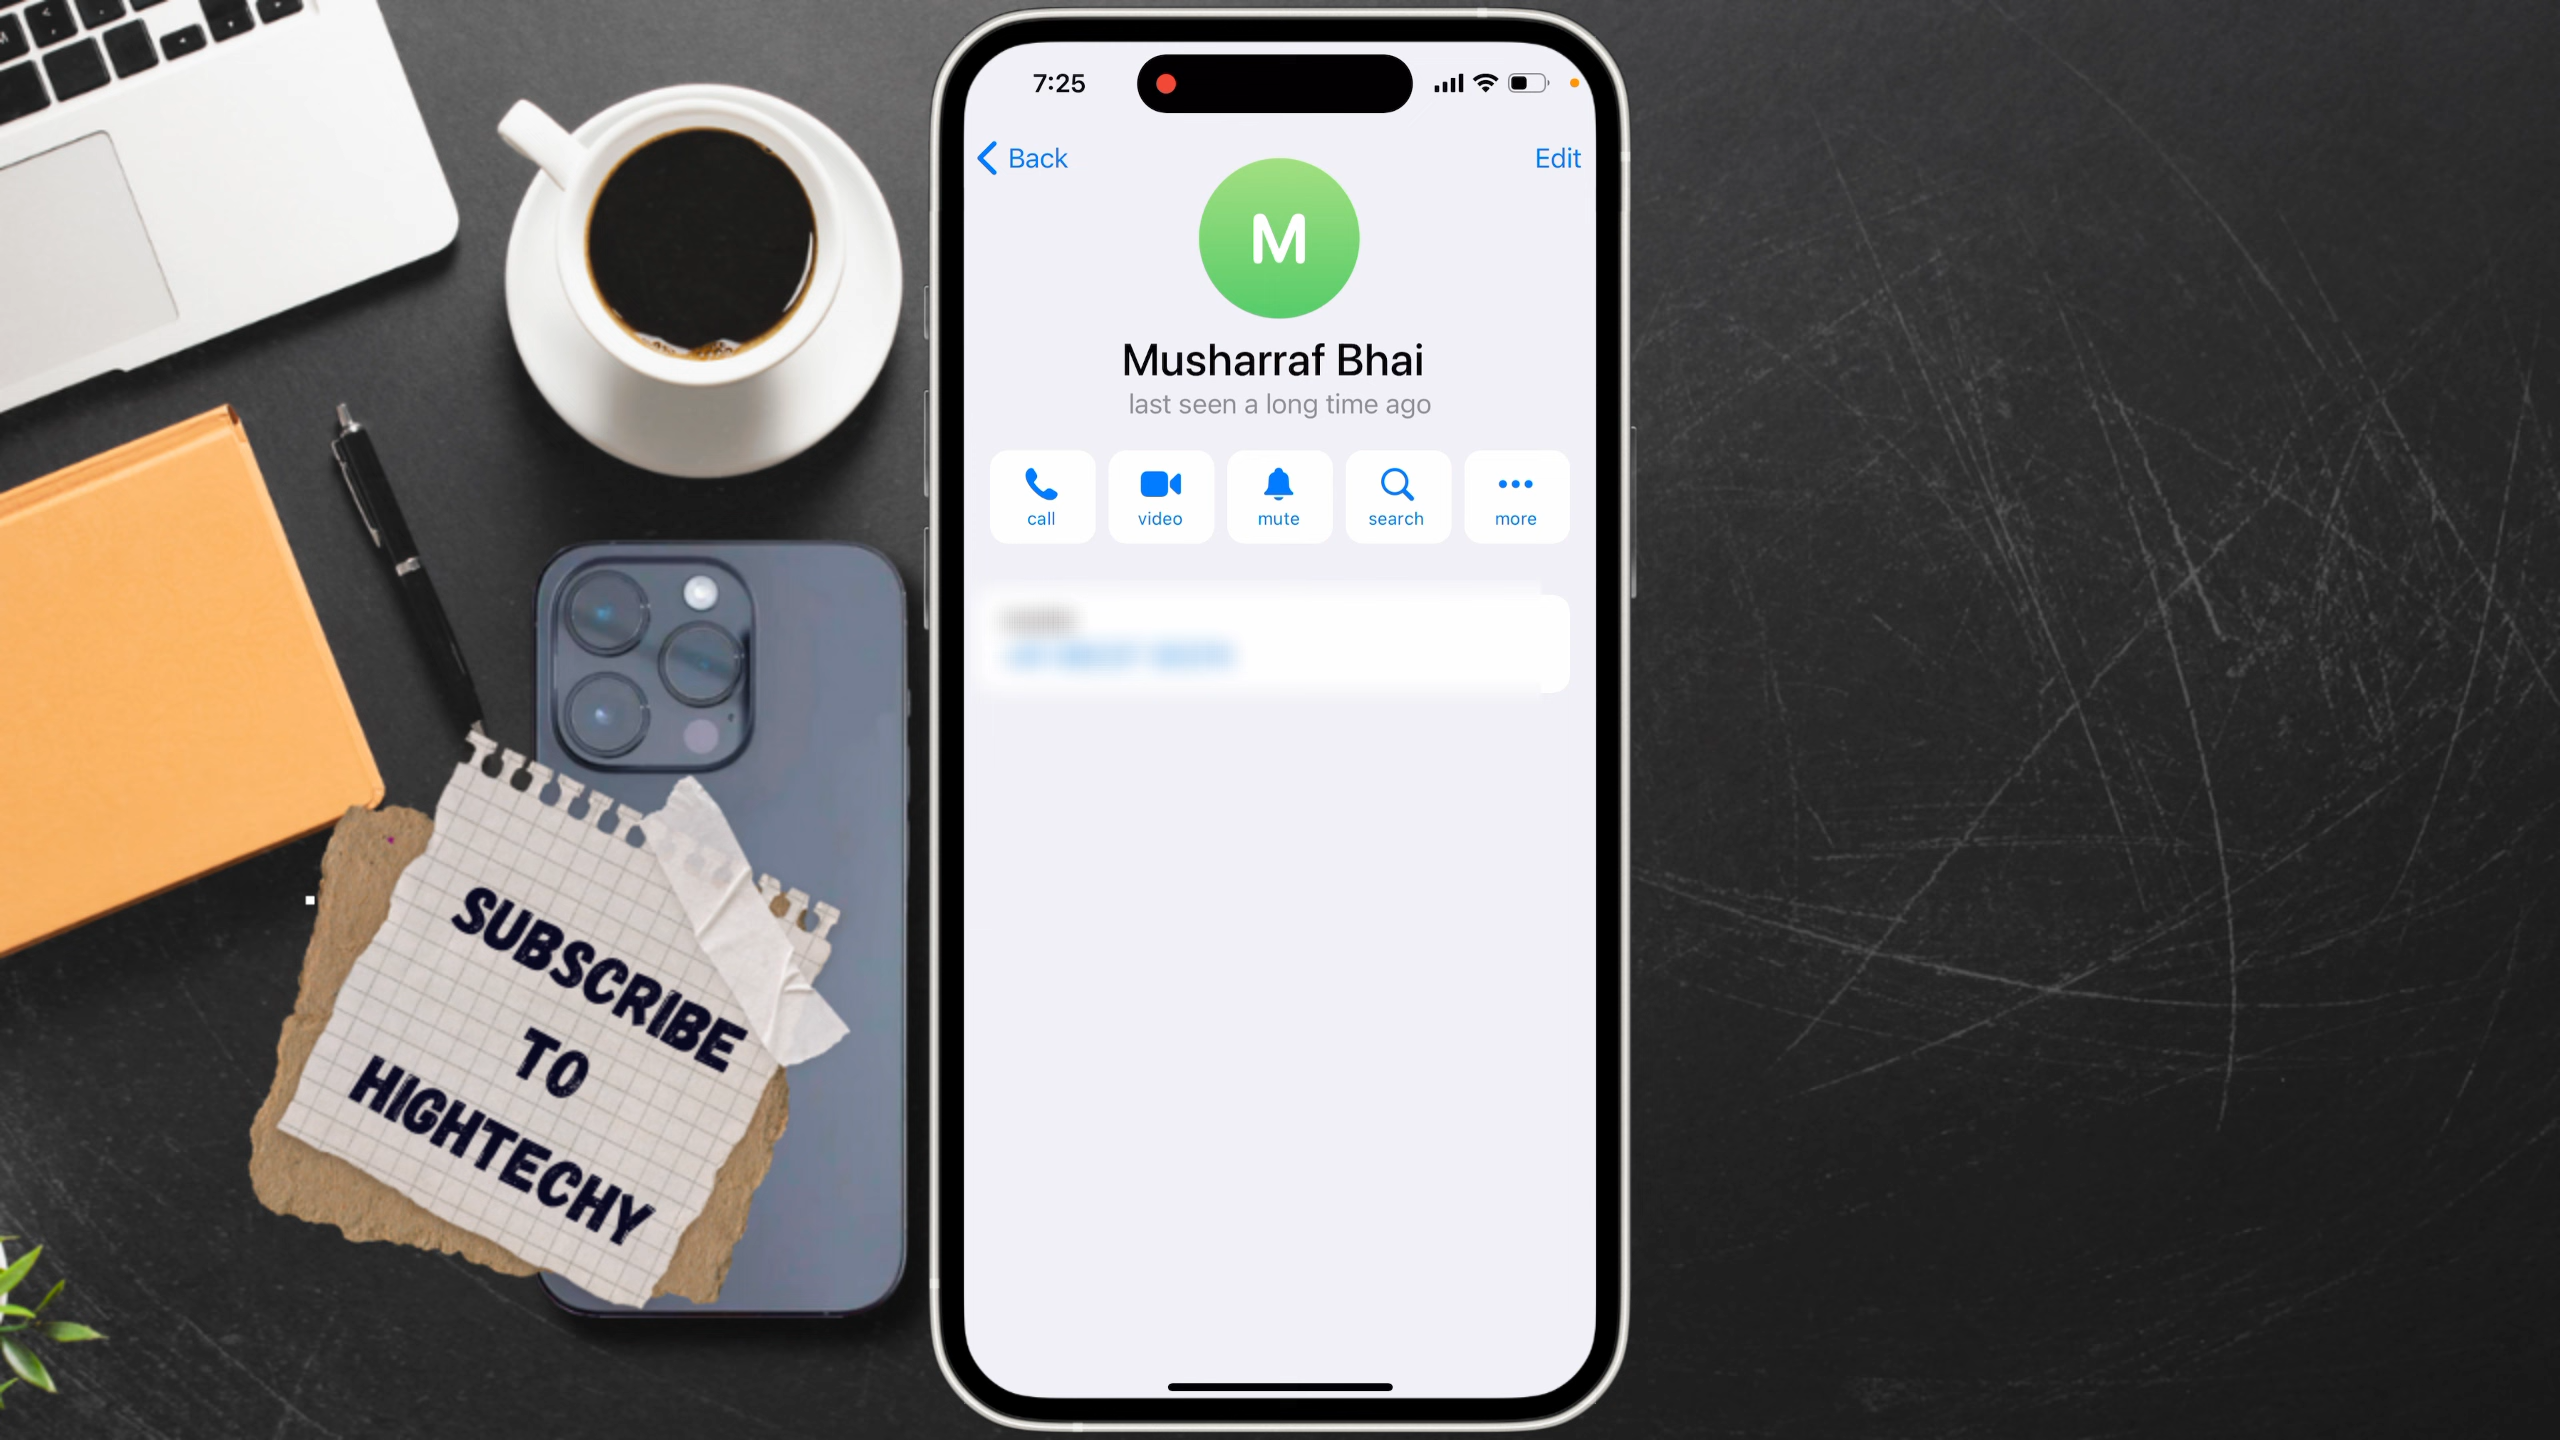 7:25
Back
Edit
M
Musharraf Bhai
last seen a long time ago
call
video
mute
search
more
SUBSCRIBE
TO
HIGHTECHY